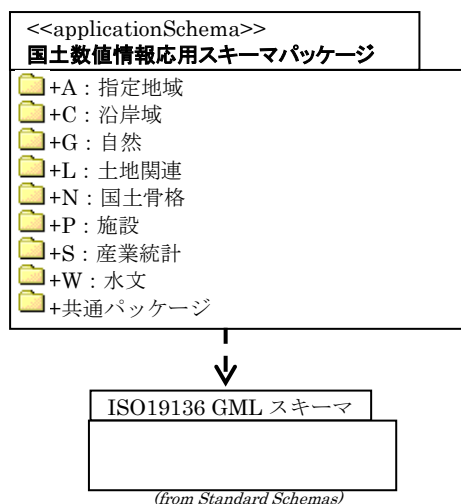 <<applicationSchema>>
国土数値情報応用スキーマパッケージ
+A：指定地域
+C：沿岸域
+G：自然
+L：土地関連
+N：国土骨格
+P：施設
+S：産業統計
+W：水文
+共通パッケージ
ISO19136 GML スキーマ
(from Standard Schemas)